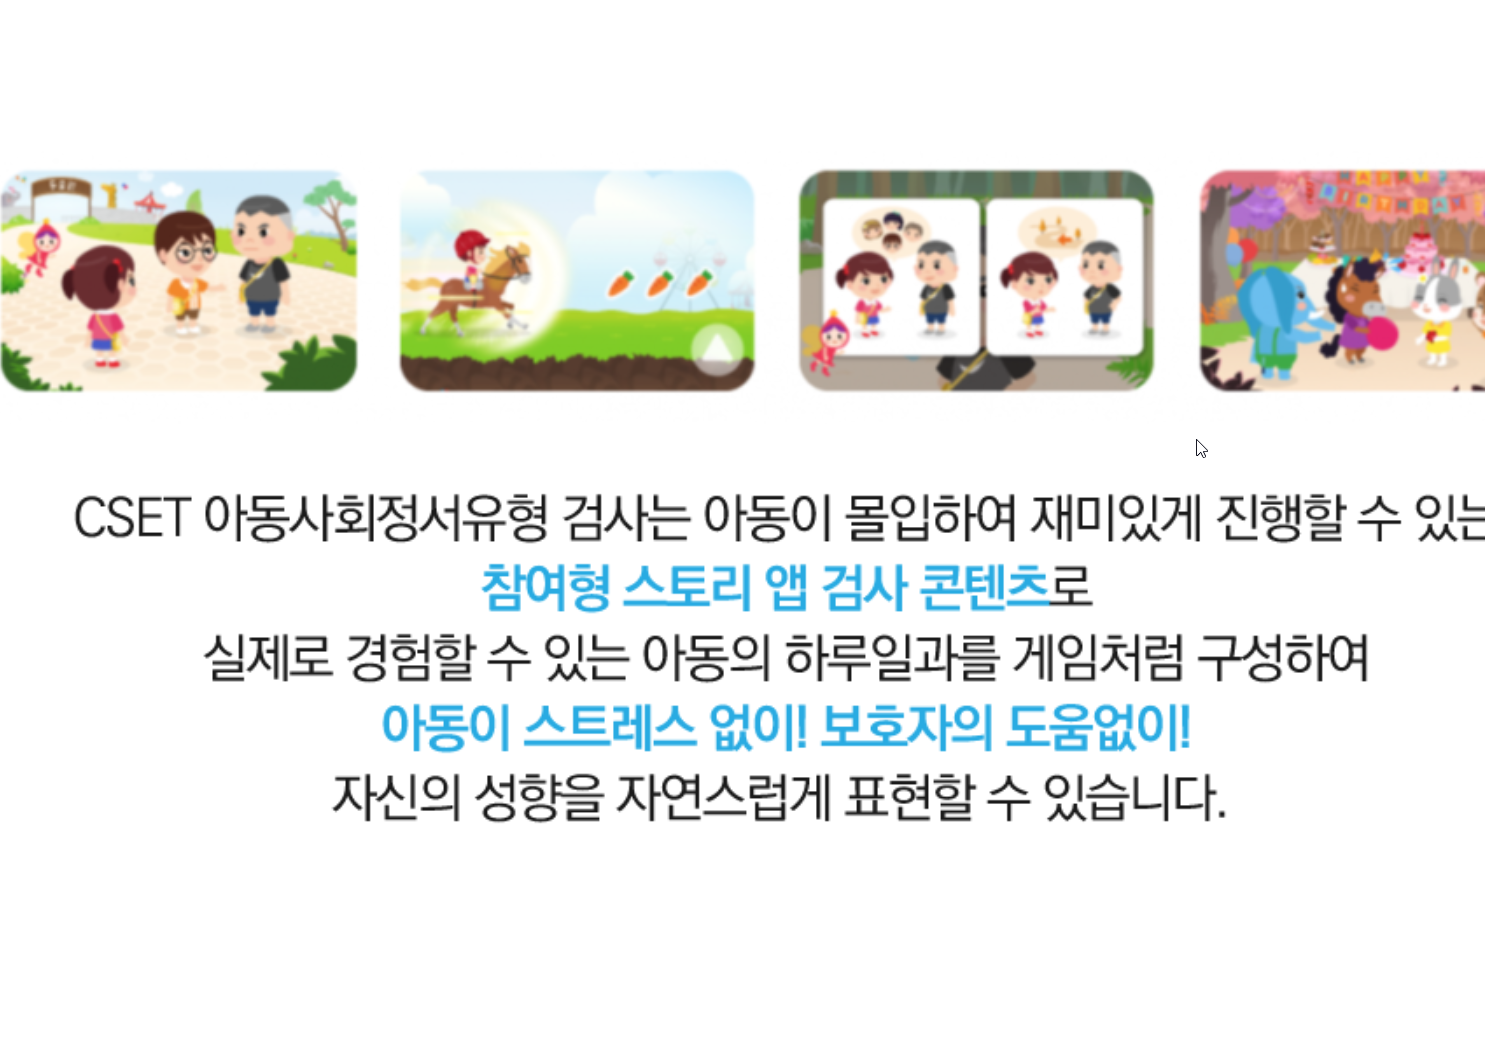 CSET 아동사회정서유형 검사는 아동이 몰입하여 재미있게 진행할 수 있는
참여형 스토리 앱 검사 콘텐츠로
실제로 경험할 수 있는 아동의 하루일과를 게임처럼 구성하여
아동이 스트레스 없이! 보호자의 도움없이!
자신의 성향을 자연스럽게 표현할 수 있습니다.